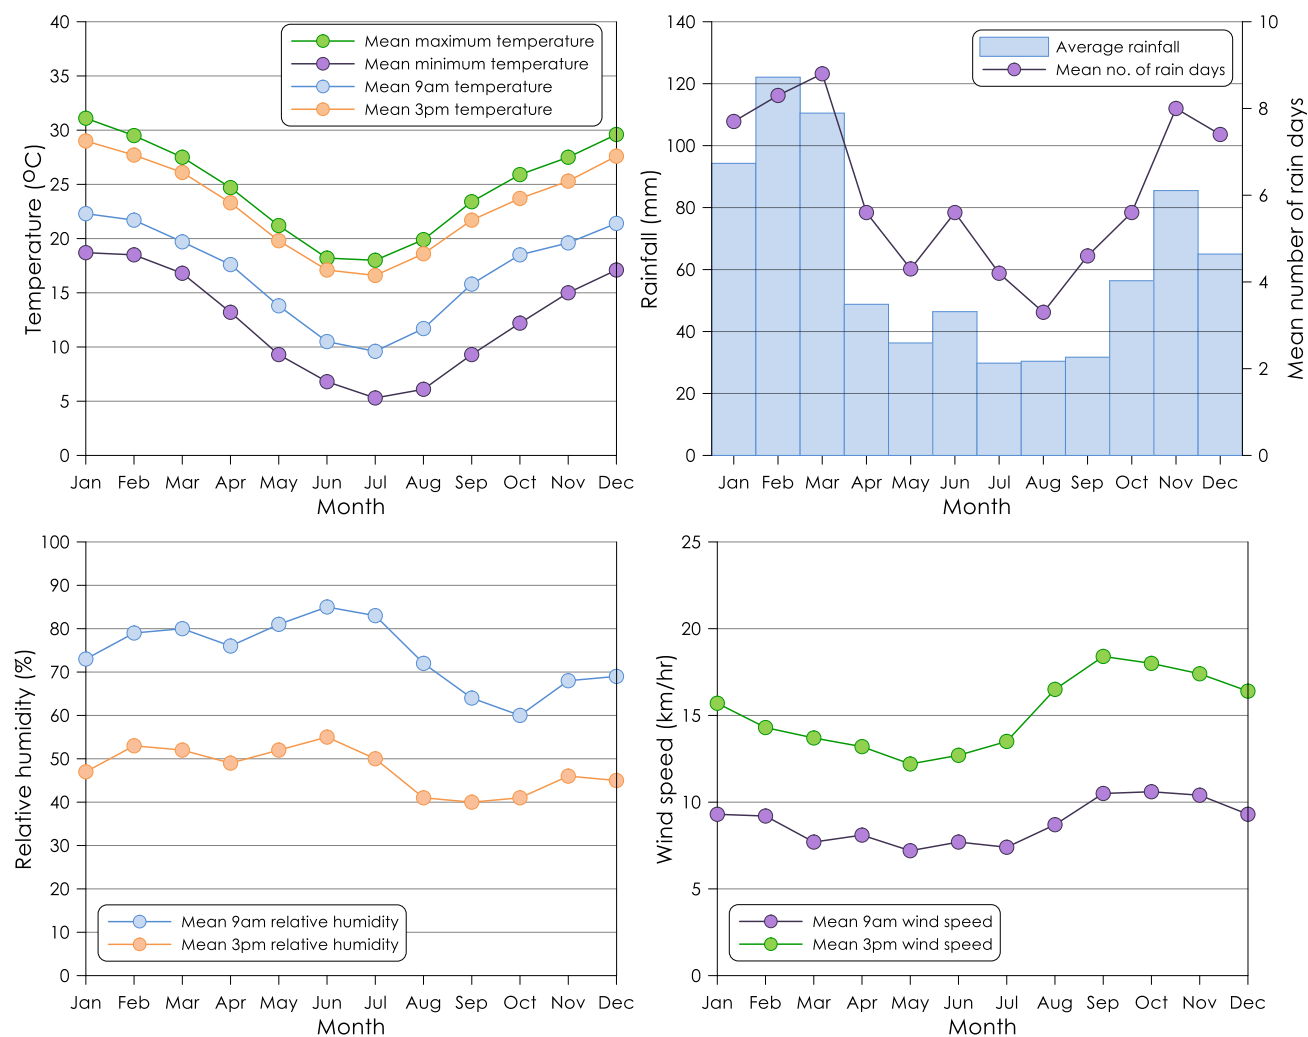 40
35
30
25
20
15
10
5
0
Temperature (ºC)
Mean maximum temperature
Mean minimum temperature
Mean 9am temperature
Mean 3pm temperature
Jan Feb Mar Apr May Jun Jul Aug Sep Oct Nov Dec
Month
140
120
100
80
60
40
20
0
Rainfall (mm)
Average rainfall
Mean no. of rain days
10
8
6
4
2
0
Mean number of rain days
Jan Feb Mar Apr May Jun Jul Aug Sep Oct Nov Dec
Month
100
90
80
70
60
50
40
30
20
10
0
Relative humidity (%)
Mean 9am relative humidity
Mean 3pm relative humidity
Jan Feb Mar Apr May Jun Jul Aug Sep Oct Nov Dec
Month
25
20
15
10
5
0
Wind speed (km/hr)
Mean 9am wind speed
Mean 3pm wind speed
Jan Feb Mar Apr May Jun Jul Aug Sep Oct Nov Dec
Month